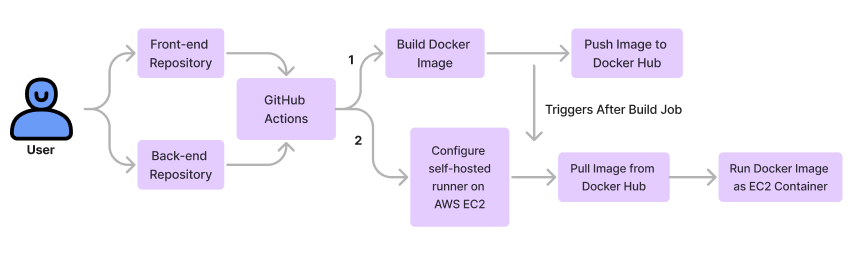 User
Front-end
Repository
Back-end
Repository
GitHub
Actions
1
Build Docker
Image
Push Image to
Docker Hub
Triggers After Build Job
2
Configure
self-hosted
runner on
AWS EC2
Pull Image from
Docker Hub
Run Docker Image
as EC2 Container